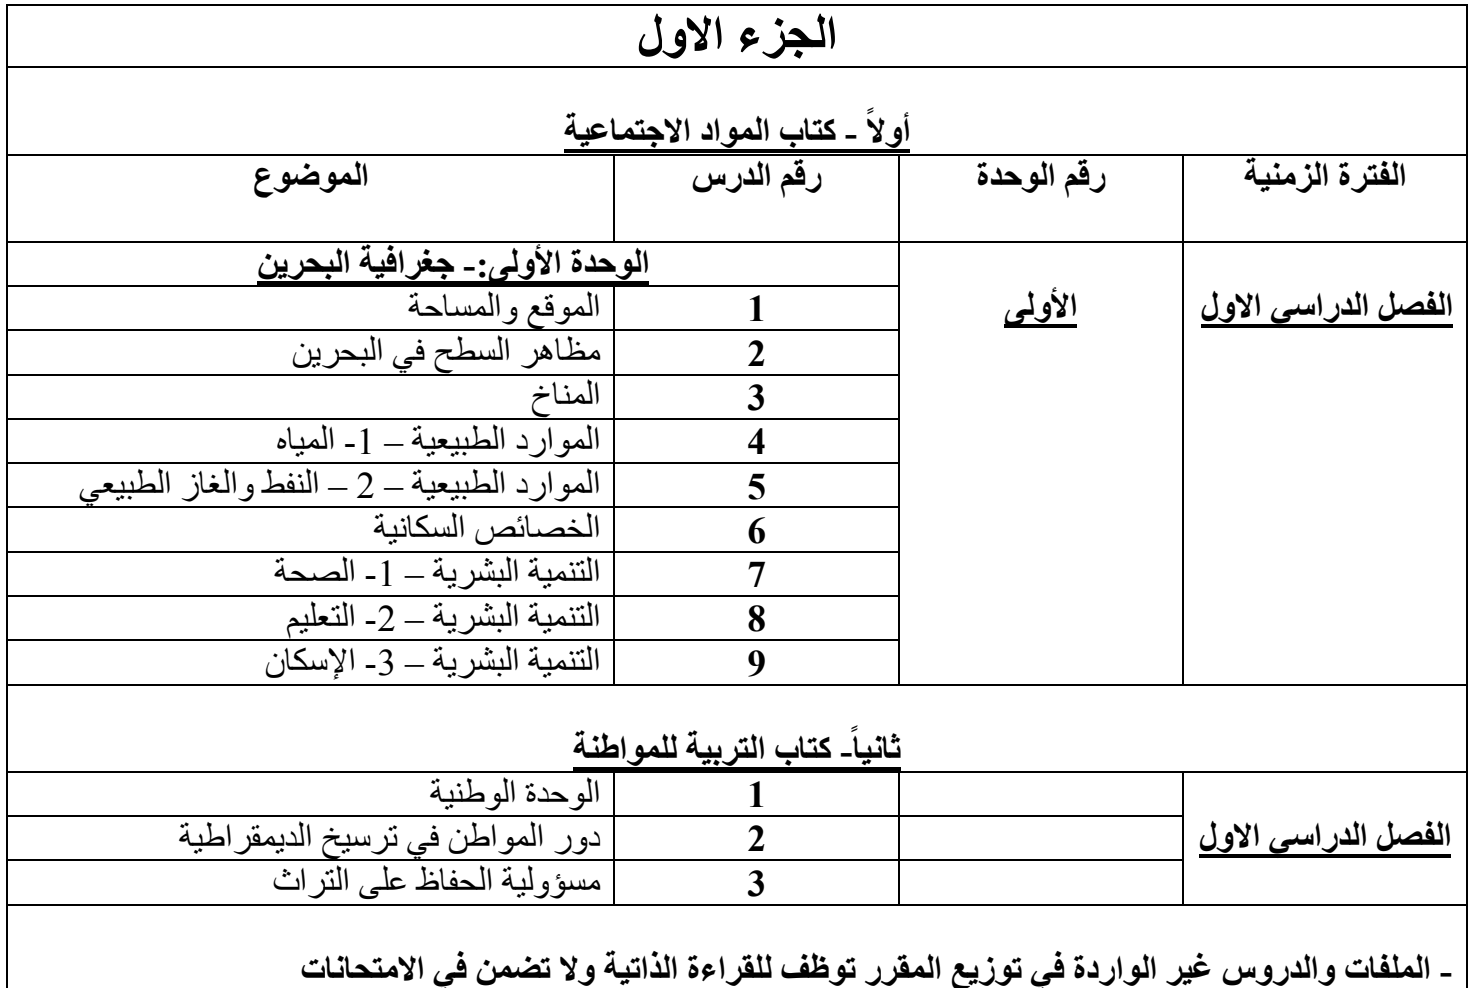 الجزء الاول
أولاً - كتاب المواد الاجتماعية
الفترة الزمنية رقم الوحدة رقم الدرس الموضوع
الوحدة الأولى:- جغرافية البحرين
الفصل الدراسي الاول الأولى 1 الموقع والمساحة
2 مظاهر السطح في البحرين
3 المناخ
4 الموارد الطبيعية – 1- المياه
5 الموارد الطبيعية – 2 – النفط والغاز الطبيعي
6 الخصائص السكانية
7 التنمية البشرية – 1- الصحة
8 التنمية البشرية – 2- التعليم
9 التنمية البشرية – 3- الإسكان
ثانياً- كتاب التربية للمواطنة
1 الوحدة الوطنية
الفصل الدراسي الاول 2 دور المواطن في ترسيخ الديمقراطية
3 مسؤولية الحفاظ على التراث
- الملفات والدروس غير الواردة في توزيع المقرر توظف للقراءة الذاتية ولا تضمن في الامتحانات